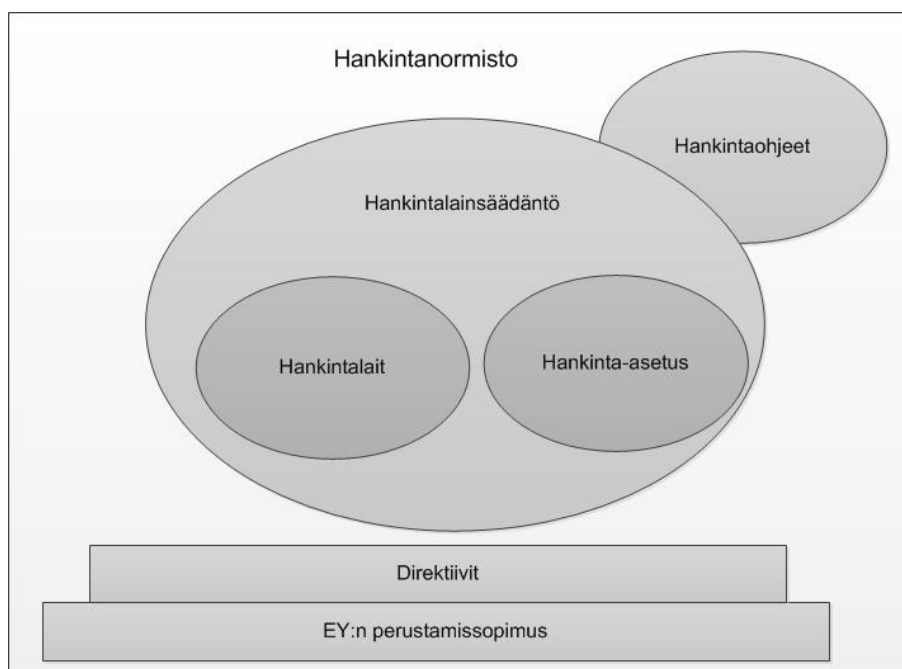 Hankintanormisto
Hankintaohjeet
Hankintalainsäädäntö
Hankintalait
Hankinta-asetus
Direktiivit
EY:n perustamissopimus